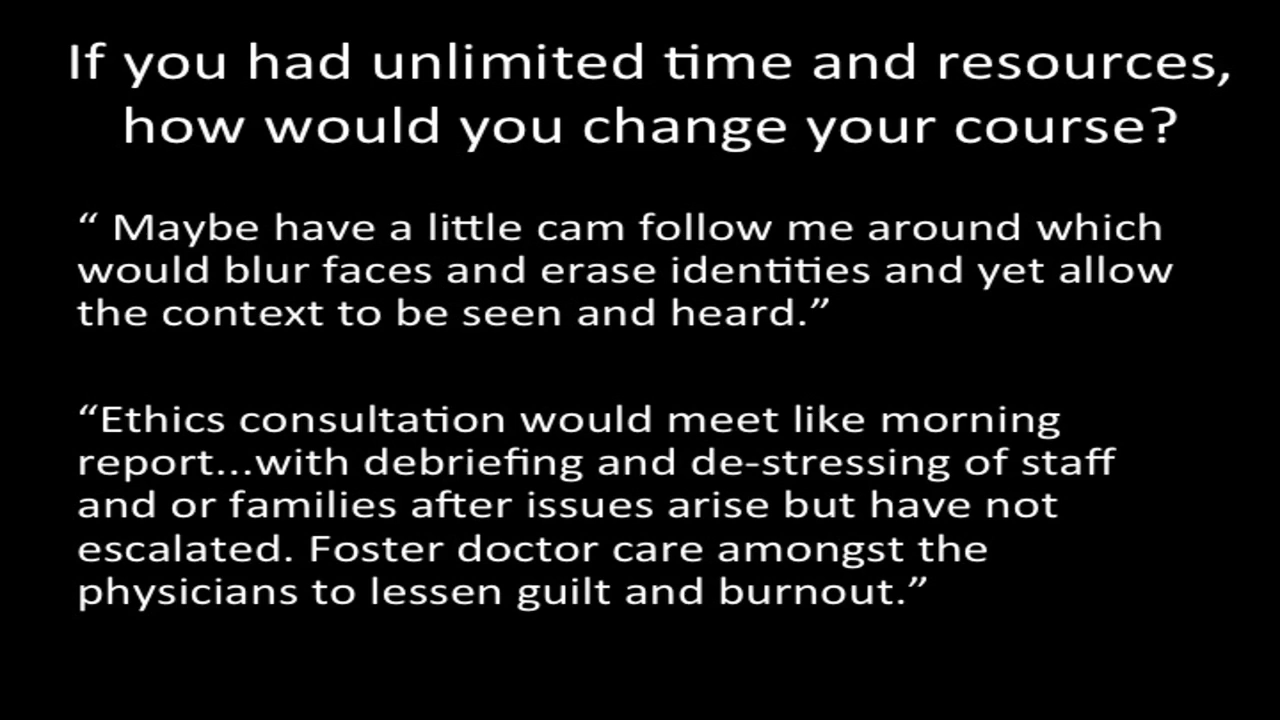 If you had unlimited time and resources,
how would you change your course?
“ Maybe have a little cam follow me around which
would blur faces and erase identities and yet allow
the context to be seen and heard.”
“Ethics consultation would meet like morning
report...with debriefing and de-stressing of staff
and or families after issues arise but have not
escalated. Foster doctor care amongst the
physicians to lessen guilt and burnout.”